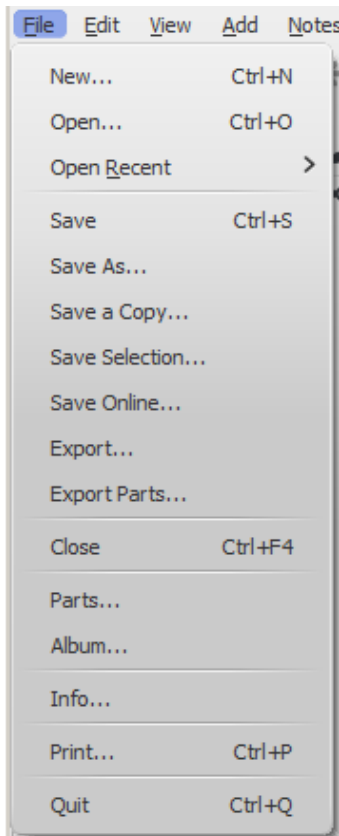 File Edit View Add Notes
New... Ctrl+N
Open... Ctrl+O
Open Recent >
Save Ctrl+S
Save As...
Save a Copy...
Save Selection...
Save Online...
Export...
Export Parts...
Close Ctrl+F4
Parts...
Album...
Info...
Print... Ctrl+P
Quit Ctrl+Q